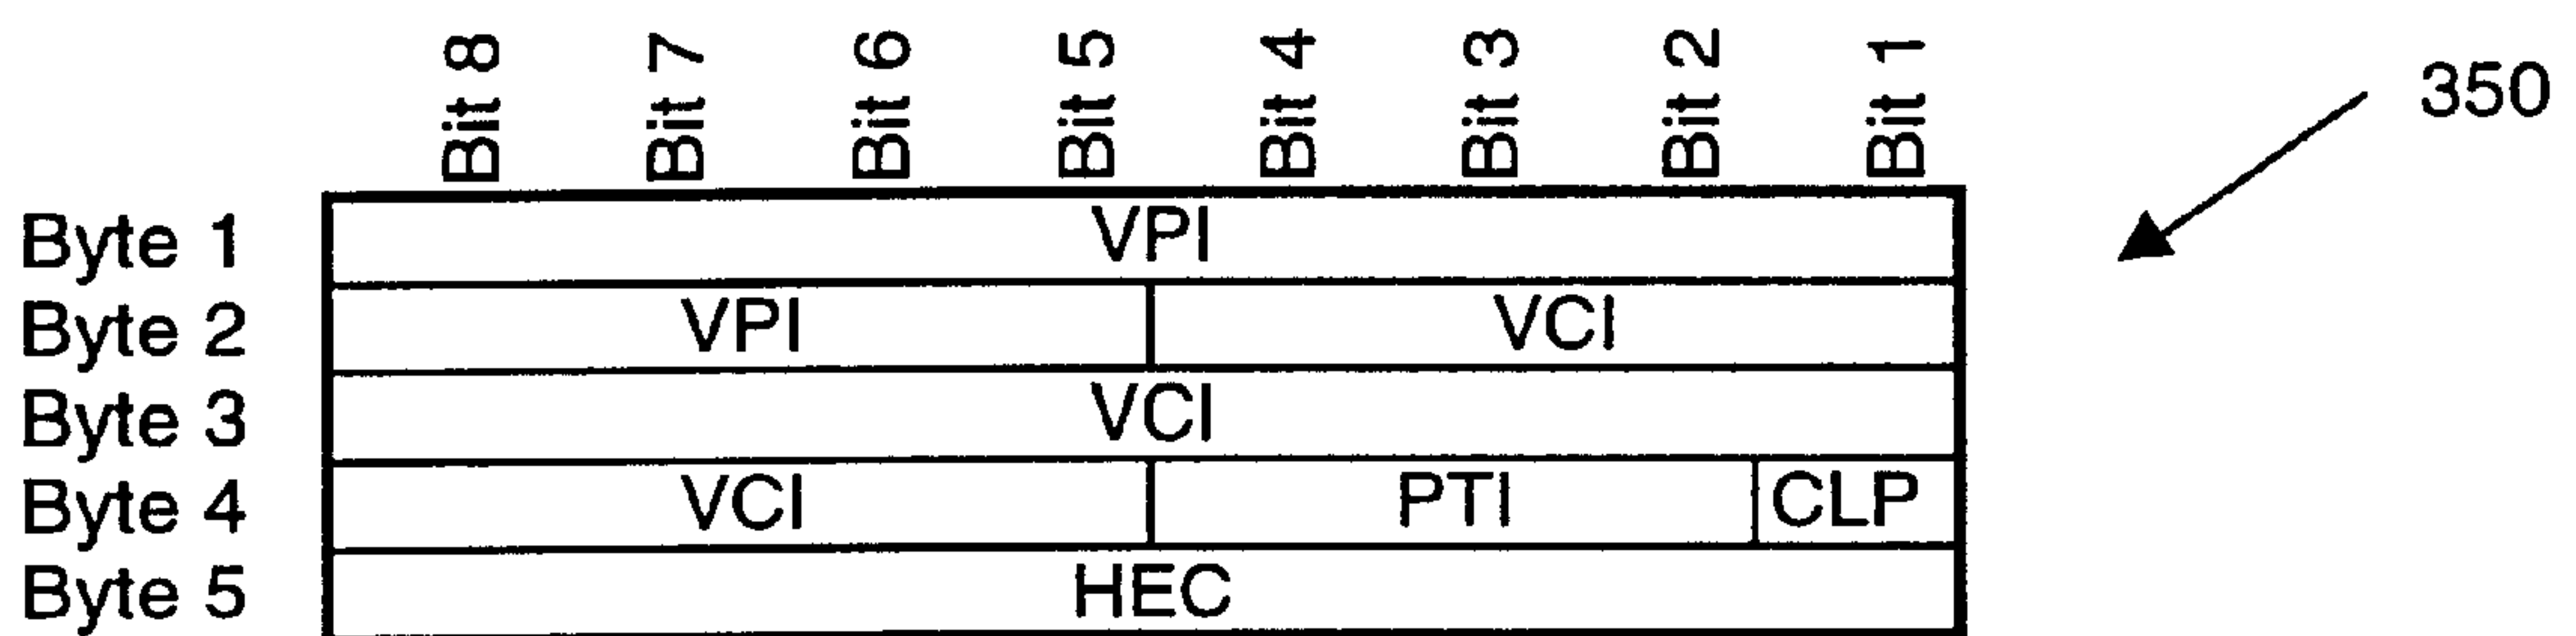 Bit 8 Bit 7 Bit 6 Bit 5 Bit 4 Bit 3 Bit 2 Bit 1
350
Byte 1 VPI
Byte 2 VPI VCI
Byte 3 VCI
Byte 4 VCI PTI CLP
Byte 5 HEC